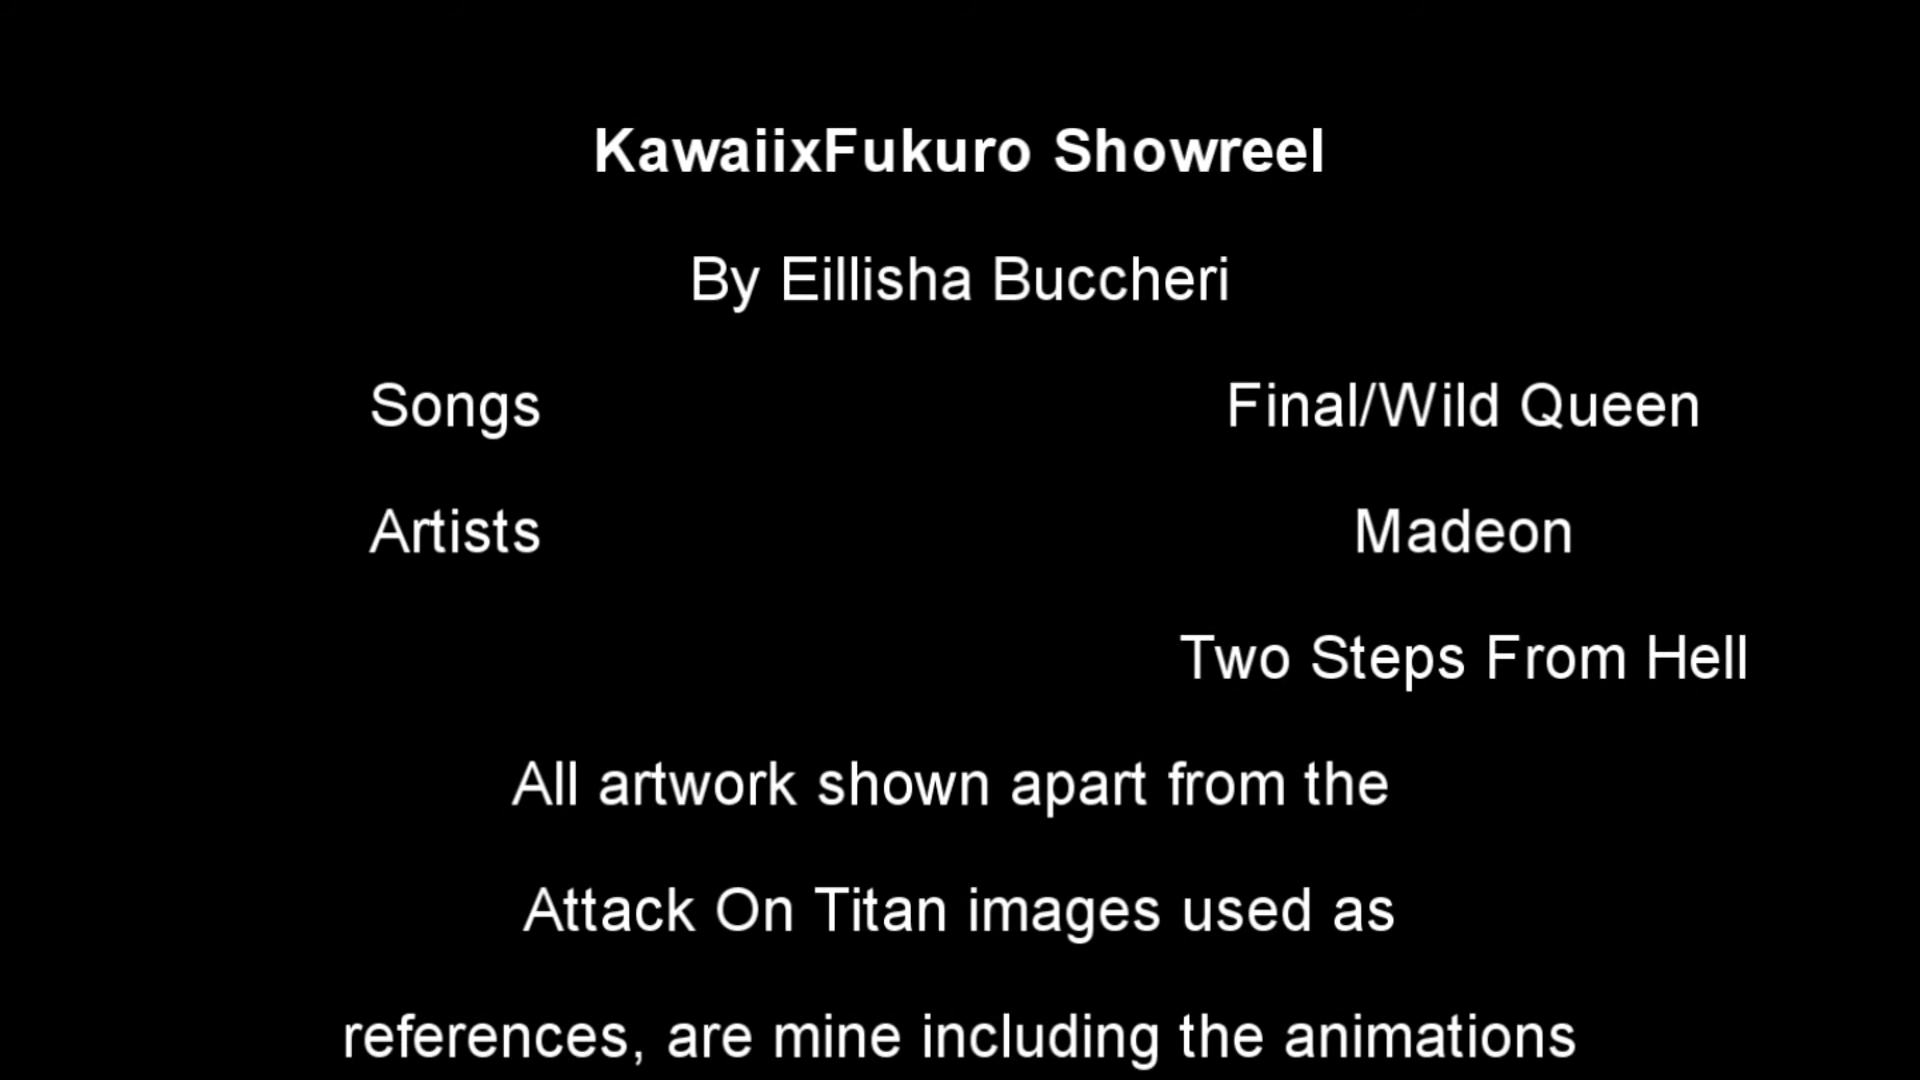 KawaiixFukuro Showreel
By Eillisha Buccheri
Songs Final/Wild Queen
Artists Madeon
Two Steps From Hell
All artwork shown apart from the
Attack On Titan images used as
references, are mine including the animations